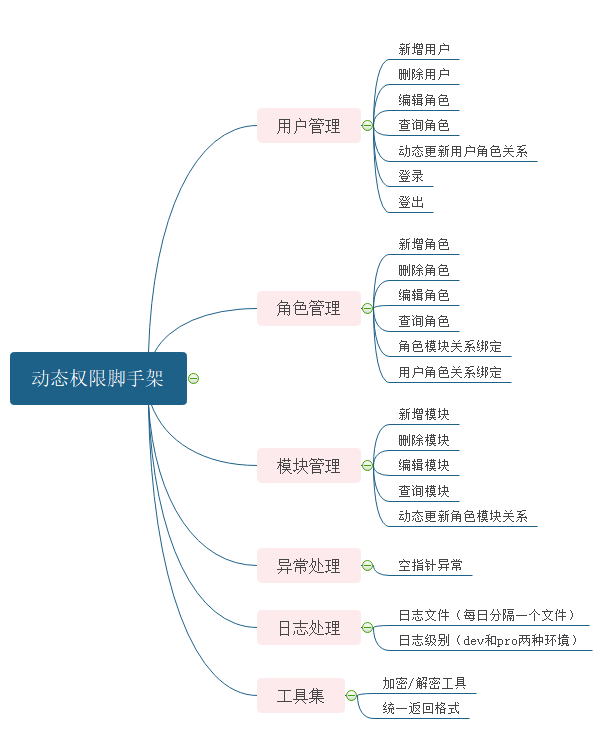 动态权限脚手架
用户管理
新增用户
删除用户
编辑角色
查询角色
动态更新用户角色关系
登录
登出
角色管理
新增角色
删除角色
编辑角色
查询角色
角色模块关系绑定
用户角色关系绑定
模块管理
新增模块
删除模块
编辑模块
查询模块
动态更新角色模块关系
异常处理
空指针异常
日志处理
日志文件（每日分隔一个文件）
日志级别（dev和pro两种环境）
工具集
加密/解密工具
统一返回格式